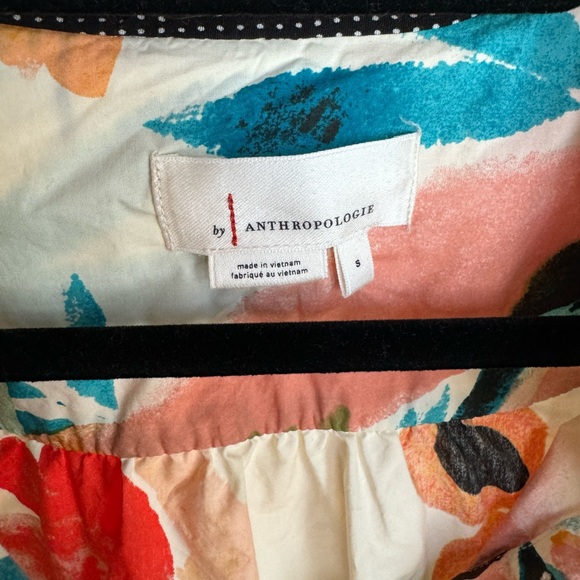 by ANTHROPOLOGIE
made in vietnam
fabriqué au vietnam
S